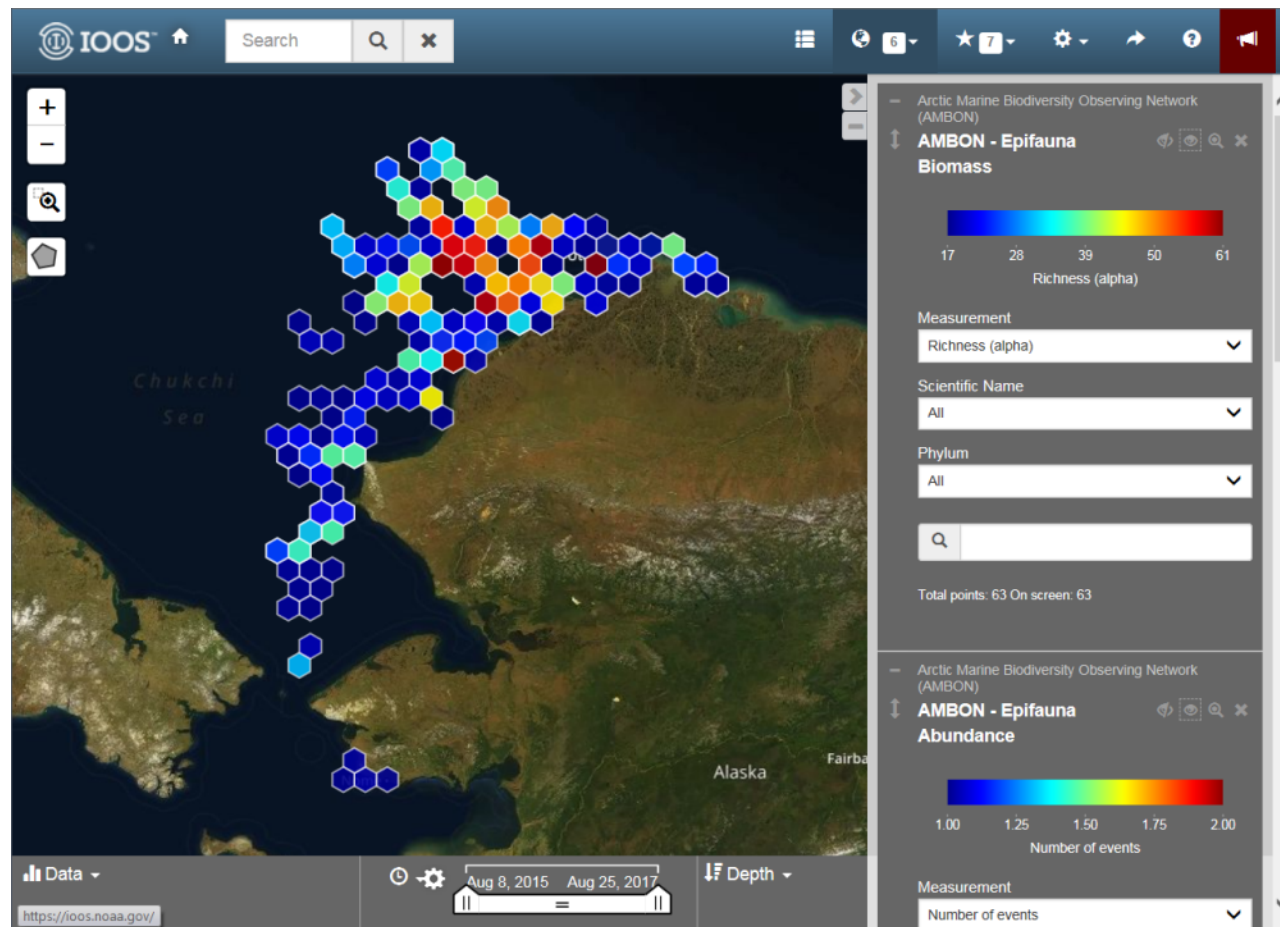 IOOS
Search
6
7
Chukchi
Sea
Alaska
Fairba
Arctic Marine Biodiversity Observing Network
(AMBON)
AMBON - Epifauna
Biomass
17 28 39 50 61
Richness (alpha)
Measurement
Richness (alpha)
Scientific Name
All
Phylum
All
Total points: 63 On screen: 63
Arctic Marine Biodiversity Observing Network
(AMBON)
AMBON - Epifauna
Abundance
1.00 1.25 1.50 1.75 2.00
Number of events
Measurement
Number of events
Data
Aug 8, 2015 Aug 25, 2017
Depth
https://ioos.noaa.gov/